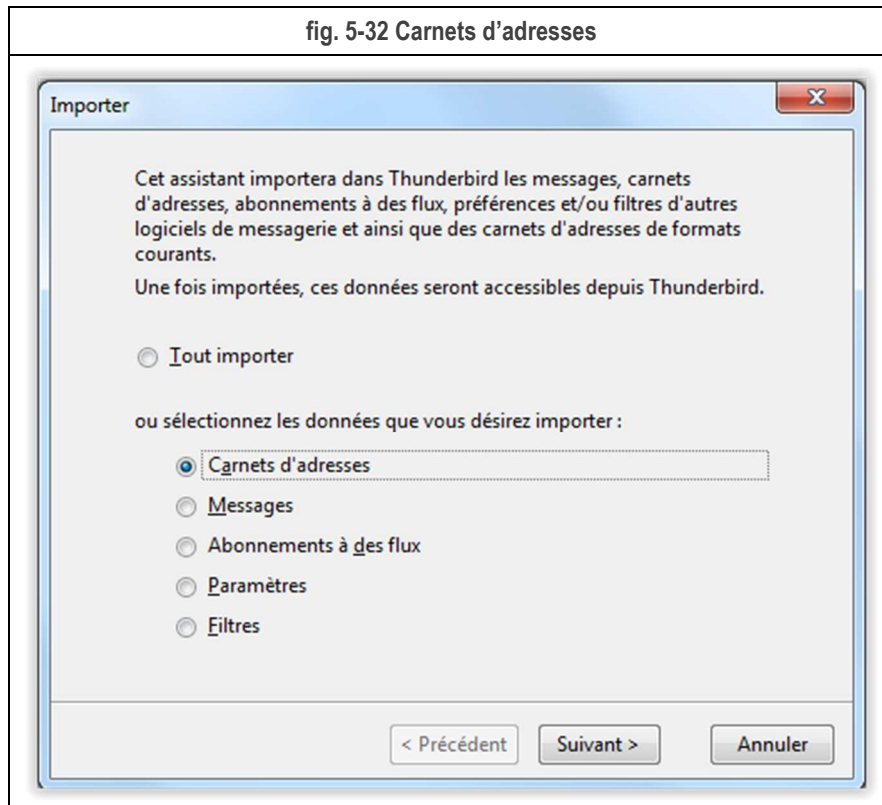 fig. 5-32 Carnets d’adresses
Importer
Cet assistant importera dans Thunderbird les messages, carnets
d'adresses, abonnements à des flux, préférences et/ou filtres d'autres
logiciels de messagerie et ainsi que des carnets d'adresses de formats
courants.
Une fois importées, ces données seront accessibles depuis Thunderbird.
Tout importer
ou sélectionnez les données que vous désirez importer :
Carnets d'adresses
Messages
Abonnements à des flux
Paramètres
Filtres
< Précédent Suivant > Annuler